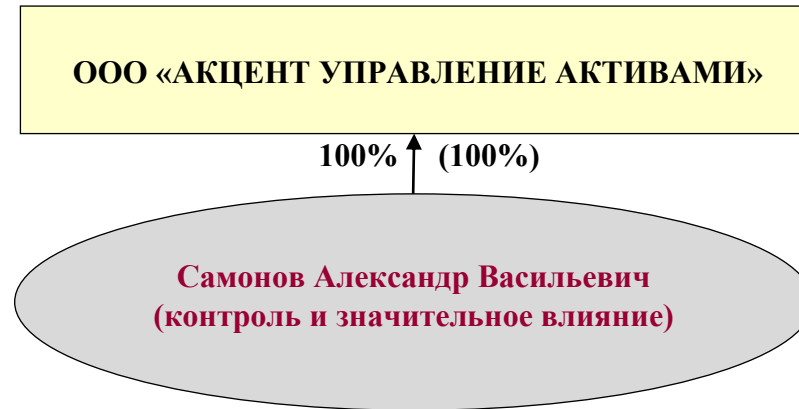 ООО «АКЦЕНТ УПРАВЛЕНИЕ АКТИВАМИ»
100% (100%)
Самонов Александр Васильевич
(контроль и значительное влияние)